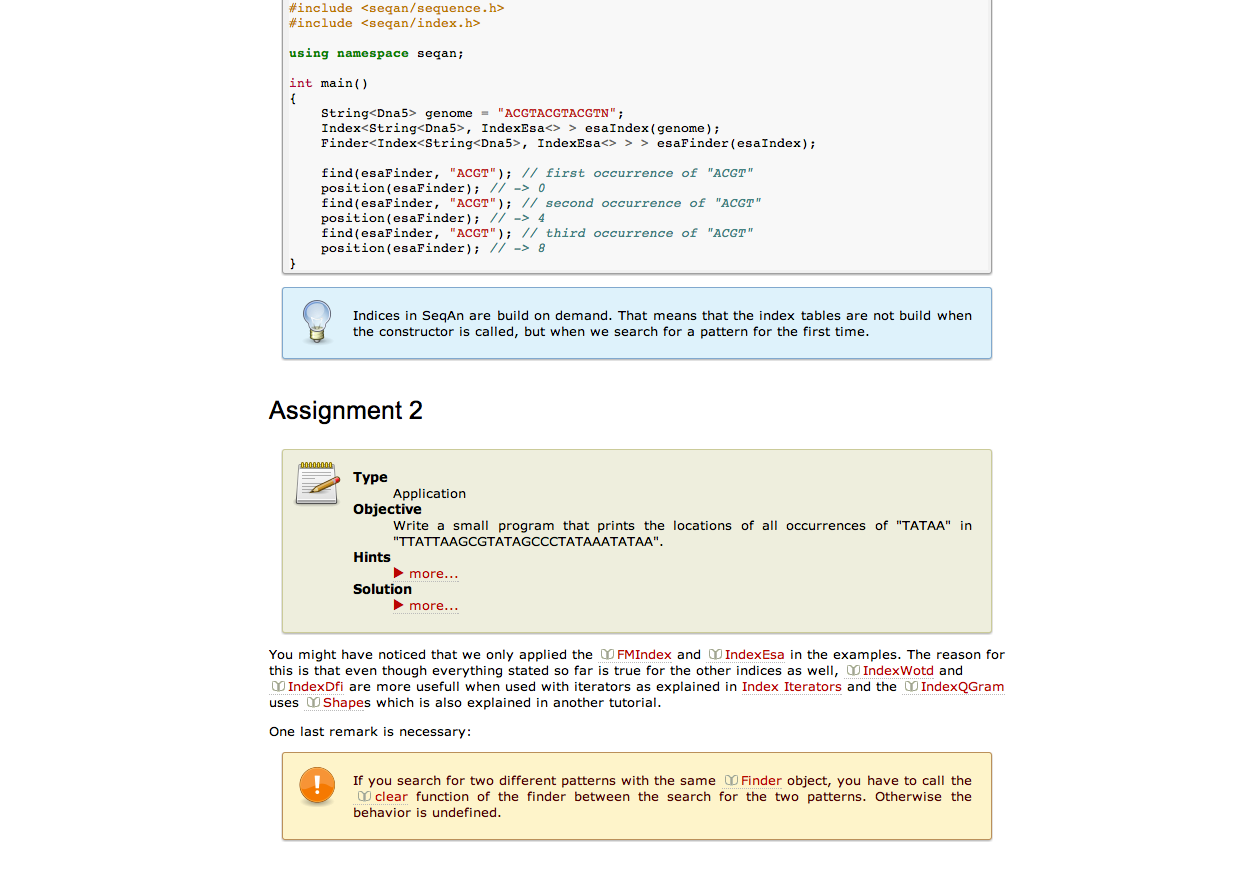 #include <seqan/sequence.h>
#include <seqan/index.h>
using namespace seqan;
int main()
{
String<Dna5> genome = "ACGTACGTACGTN";
Index<String<Dna5>, IndexEsa<> > esaIndex(genome);
Finder<Index<String<Dna5>, IndexEsa<> > > esaFinder(esaIndex);
find(esaFinder, "ACGT"); // first occurrence of "ACGT"
position(esaFinder); // -> 0
find(esaFinder, "ACGT"); // second occurrence of "ACGT"
position(esaFinder); // -> 4
find(esaFinder, "ACGT"); // third occurrence of "ACGT"
position(esaFinder); // -> 8
}
Indices in SeqAn are build on demand. That means that the index tables are not build when
the constructor is called, but when we search for a pattern for the first time.
Assignment 2
Type
Application
Objective
Write a small program that prints the locations of all occurrences of "TATAA" in
"TTATTAAGCGTATAGCCCTATAAATATAA".
Hints
▶ more...
Solution
▶ more...
You might have noticed that we only applied the FMIndex and IndexEsa in the examples. The reason for
this is that even though everything stated so far is true for the other indices as well, IndexWotd and
IndexDfi are more usefull when used with iterators as explained in Index Iterators and the IndexQGram
uses Shapes which is also explained in another tutorial.
One last remark is necessary:
If you search for two different patterns with the same Finder object, you have to call the
clear function of the finder between the search for the two patterns. Otherwise the
behavior is undefined.